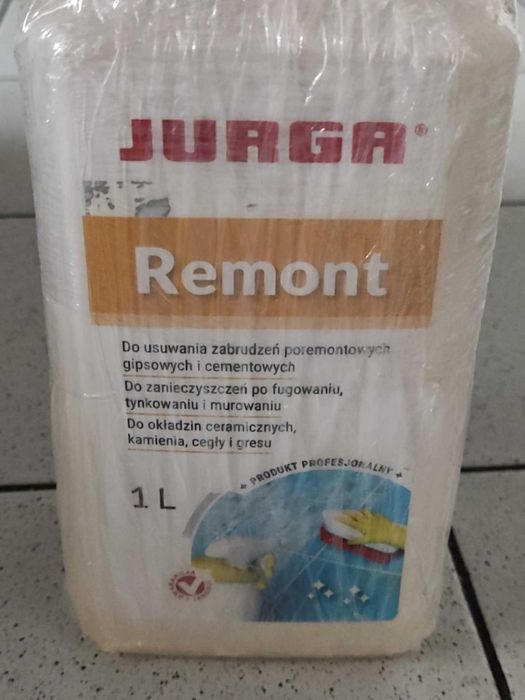 JURGA®
Remont
Do usuwania zabrudzeń poremontowych
gipsowych i cementowych
Do zanieczyszczeń po fugowaniu,
tynkowaniu i murowaniu
Do okładzin ceramicznych,
kamienia, cegły i gresu
PRODUKT PROFESJONALNY
1 L